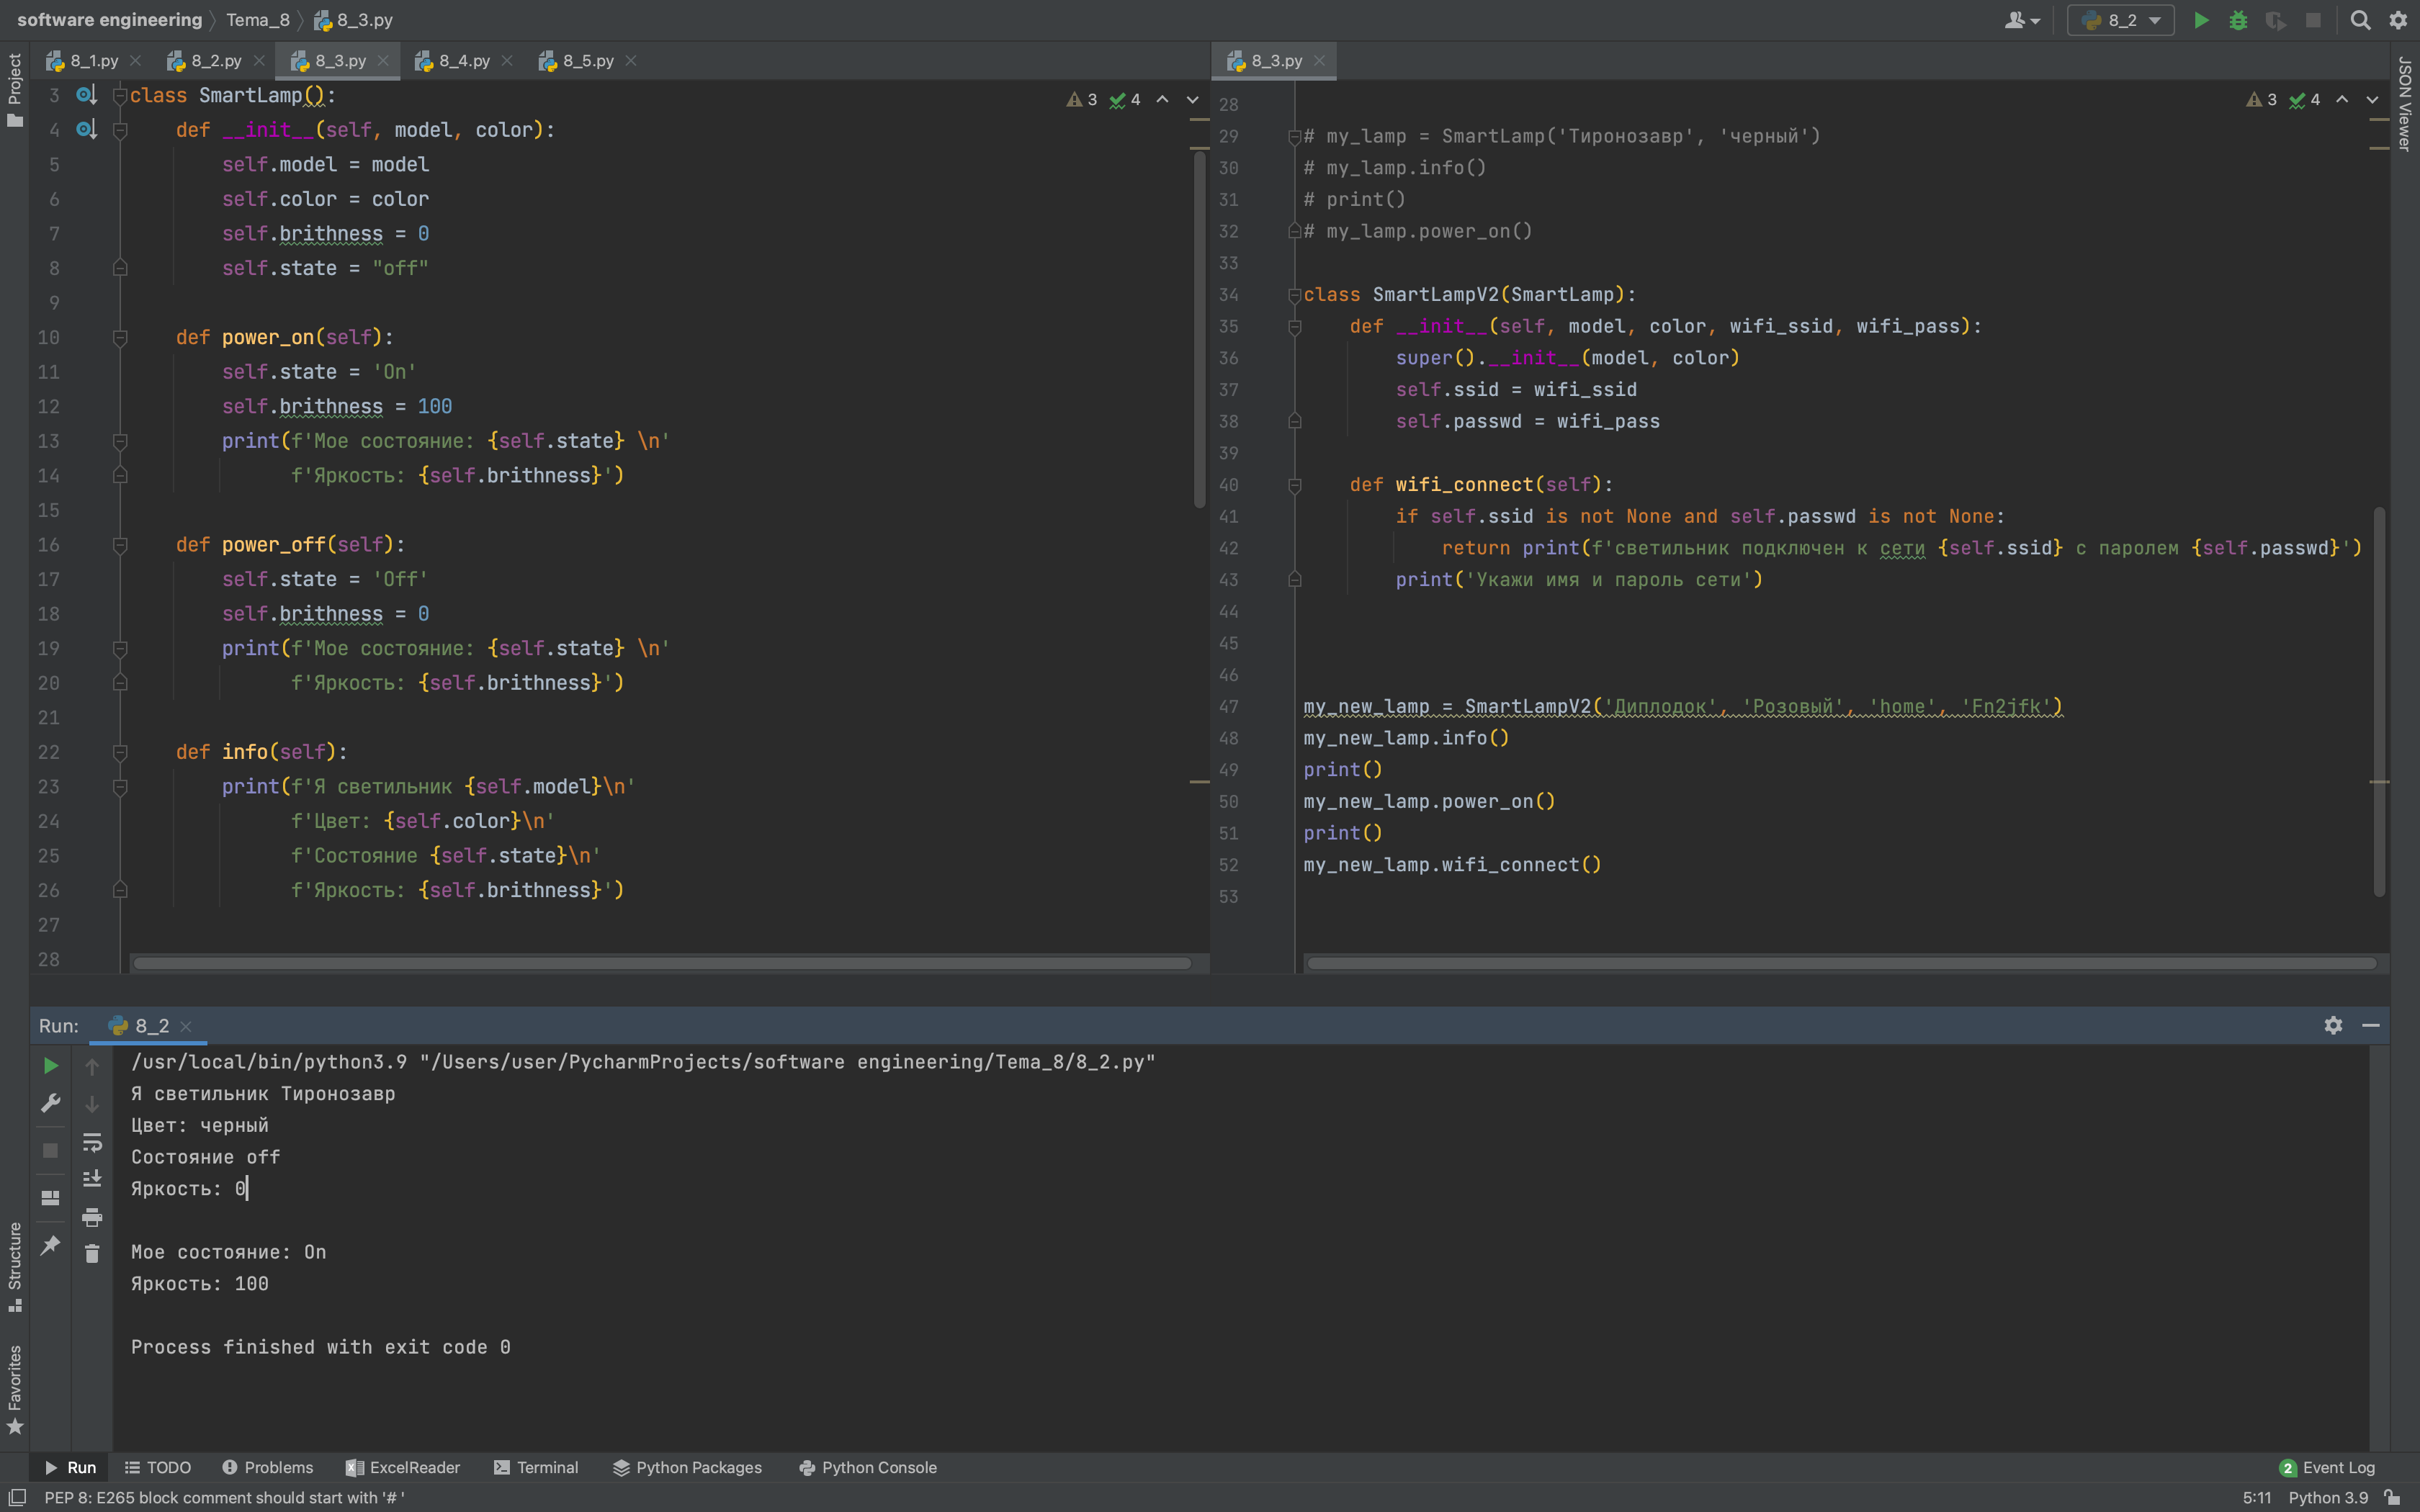 software engineering Tema_8 8_3.py
8_2
Project
8_1.py 8_2.py 8_3.py 8_4.py 8_5.py
3 class SmartLamp():
3 4
4 def __init__(self, model, color):
5 self.model = model
6 self.color = color
7 self.brithness = 0
8 self.state = "off"
9
10 def power_on(self):
11 self.state = 'On'
12 self.brithness = 100
13 print(f'Мое состояние: {self.state} \n'
14 f'Яркость: {self.brithness}')
15
16 def power_off(self):
17 self.state = 'Off'
18 self.brithness = 0
19 print(f'Мое состояние: {self.state} \n'
20 f'Яркость: {self.brithness}')
21
22 def info(self):
23 print(f'Я светильник {self.model}\n'
24 f'Цвет: {self.color}\n'
25 f'Состояние {self.state}\n'
26 f'Яркость: {self.brithness}')
27
28
8_3.py
28
3 4
29 # my_lamp = SmartLamp('Тиронозавр', 'черный')
30 # my_lamp.info()
31 # print()
32 # my_lamp.power_on()
33
34 class SmartLampV2(SmartLamp):
35 def __init__(self, model, color, wifi_ssid, wifi_pass):
36 super().__init__(model, color)
37 self.ssid = wifi_ssid
38 self.passwd = wifi_pass
39
40 def wifi_connect(self):
41 if self.ssid is not None and self.passwd is not None:
42 return print(f'светильник подключен к сети {self.ssid} с паролем {self.passwd}')
43 print('Укажи имя и пароль сети')
44
45
46
47 my_new_lamp = SmartLampV2('Диплодок', 'Розовый', 'home', 'Fn2jfk')
48 my_new_lamp.info()
49 print()
50 my_new_lamp.power_on()
51 print()
52 my_new_lamp.wifi_connect()
53
JSON Viewer
Run: 8_2
/usr/local/bin/python3.9 "/Users/user/PycharmProjects/software engineering/Tema_8/8_2.py"
Я светильник Тиронозавр
Цвет: черный
Состояние off
Яркость: 0
Мое состояние: On
Яркость: 100
Process finished with exit code 0
Structure
Favorites
Run TODO Problems ExcelReader Terminal Python Packages Python Console 2 Event Log
PEP 8: E265 block comment should start with '# ' 5:11 Python 3.9